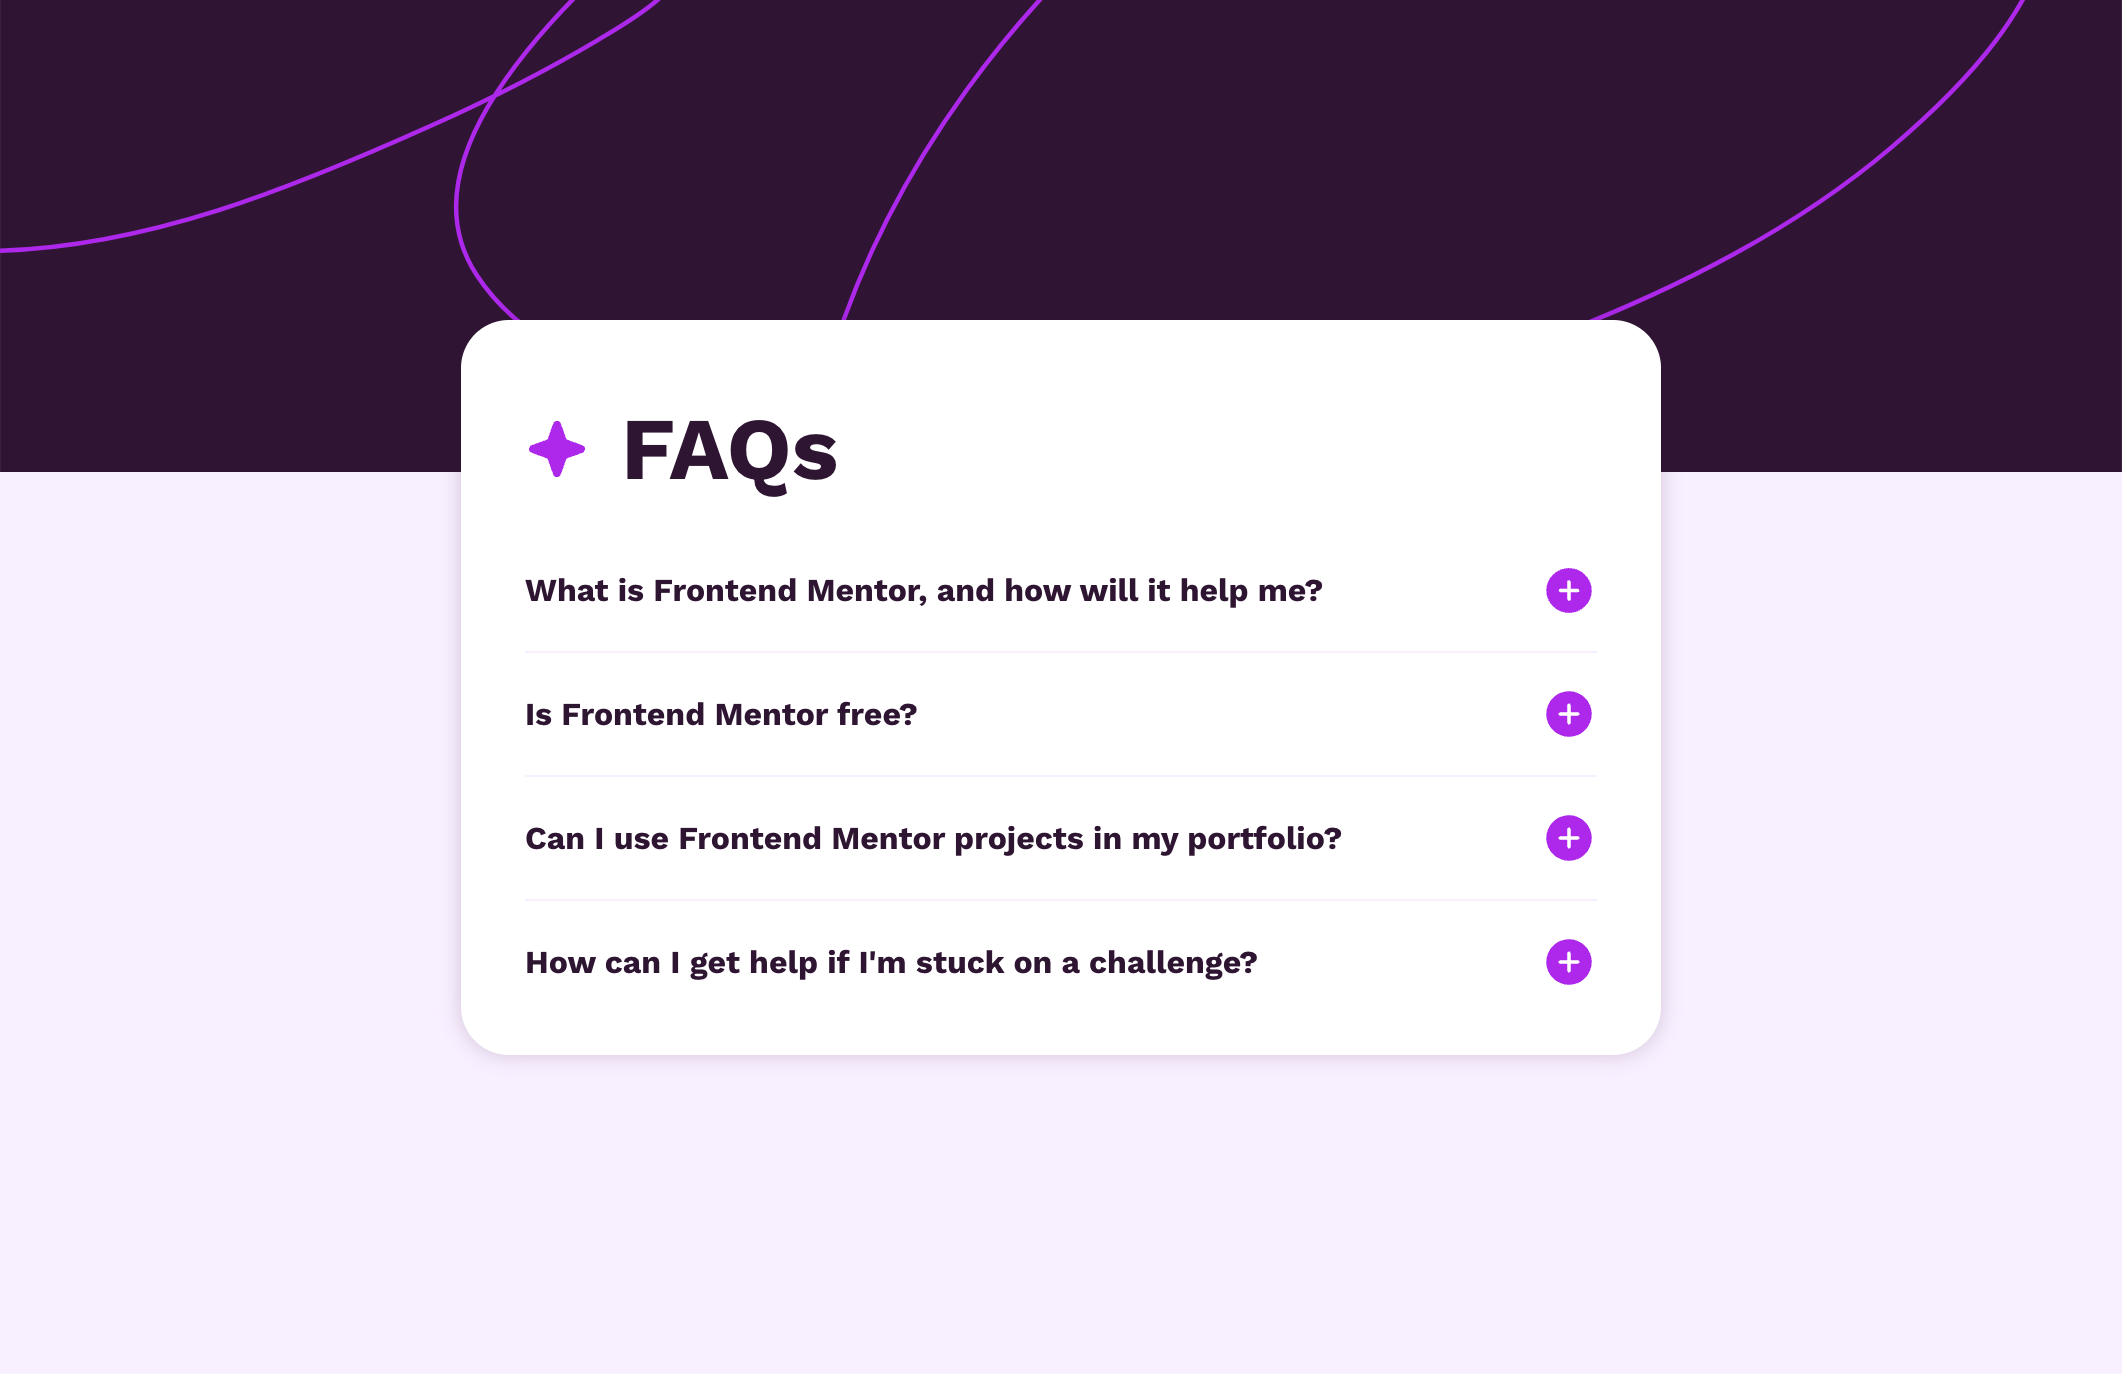 FAQs
What is Frontend Mentor, and how will it help me?
Is Frontend Mentor free?
Can I use Frontend Mentor projects in my portfolio?
How can I get help if I'm stuck on a challenge?